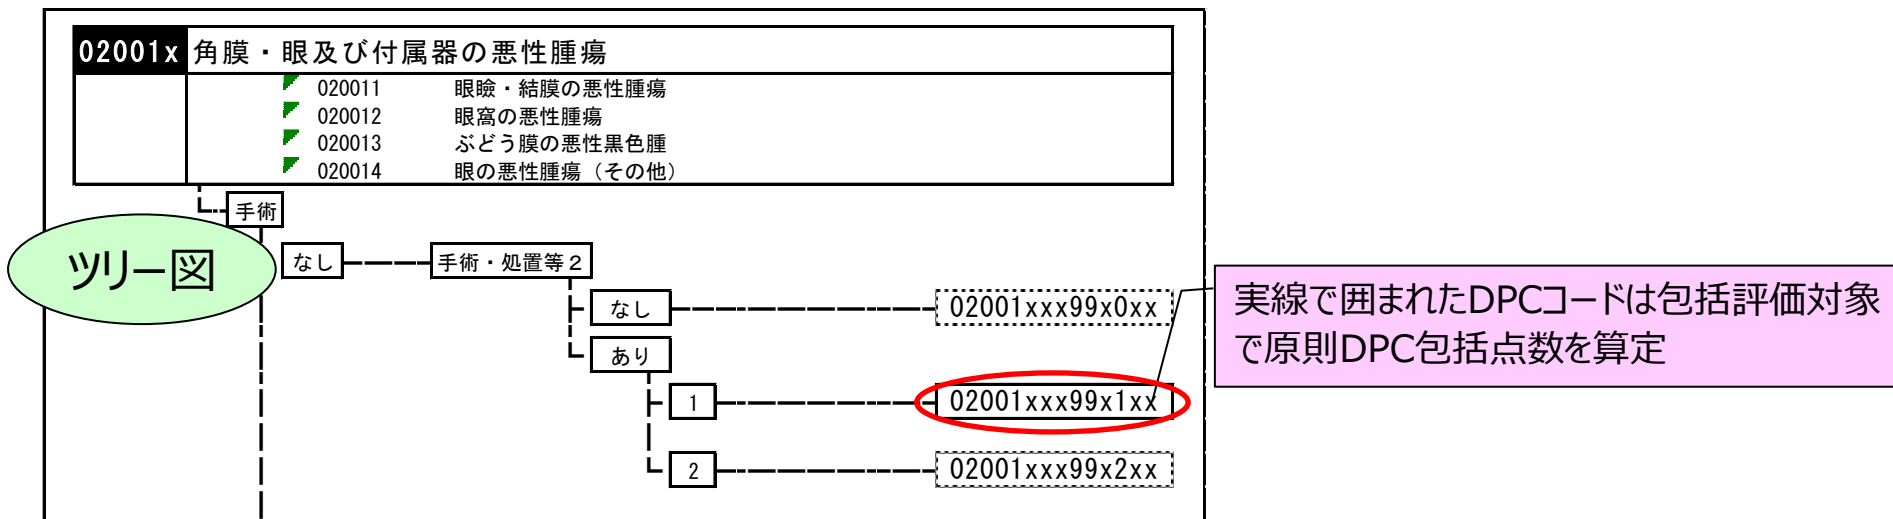 02001x 角膜・眼及び付属器の悪性腫瘍
020011 眼瞼・結膜の悪性腫瘍
020012 眼窩の悪性腫瘍
020013 ぶどう膜の悪性黒色腫
020014 眼の悪性腫瘍（その他）
手術
ツリー図
なし 手術・処置等２
なし 02001xxx99x0xx
実線で囲まれたDPCコードは包括評価対象
で原則DPC包括点数を算定
あり
1 02001xxx99x1xx
2 02001xxx99x2xx